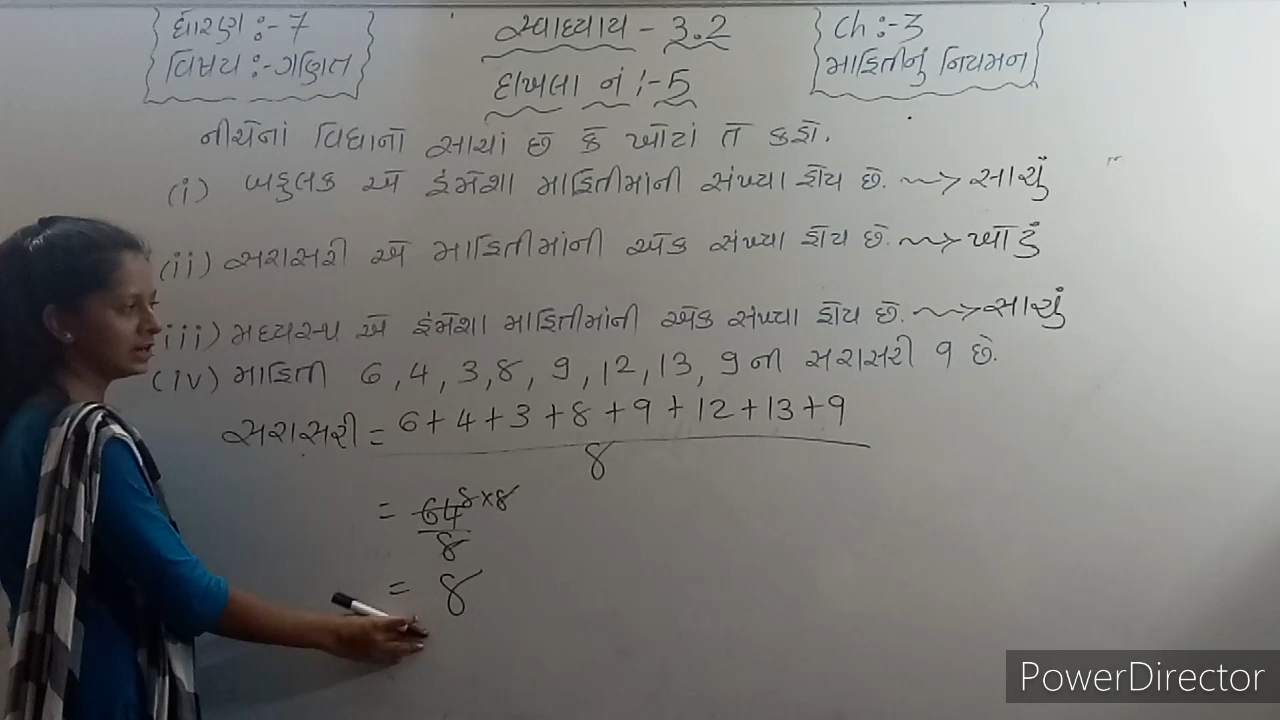 ધોરણ :- 7
વિષય :- ગણિત
સ્વાધ્યાય - 3.2
દાખલા નં :- 5
Ch :- 3
માહિતીનું નિયમન
નીચેનાં વિધાનો સાચાં છે કે ખોટાં તે કહો.
(i) બહુલક એ હંમેશા માહિતીમાંની સંખ્યા હોય છે. ~~> સાચું
(ii) સરાસરી એ માહિતીમાંની એક સંખ્યા હોય છે. ~~> ખોટું
(iii) મધ્યસ્થ એ હંમેશા માહિતીમાંની એક સંખ્યા હોય છે. ~~> સાચું
(iv) માહિતી 6, 4, 3, 8, 9, 12, 13, 9 ની સરાસરી 9 છે.
સરાસરી = 6 + 4 + 3 + 8 + 9 + 12 + 13 + 9
8
= 64 8 × 8
8
= 8
PowerDirector